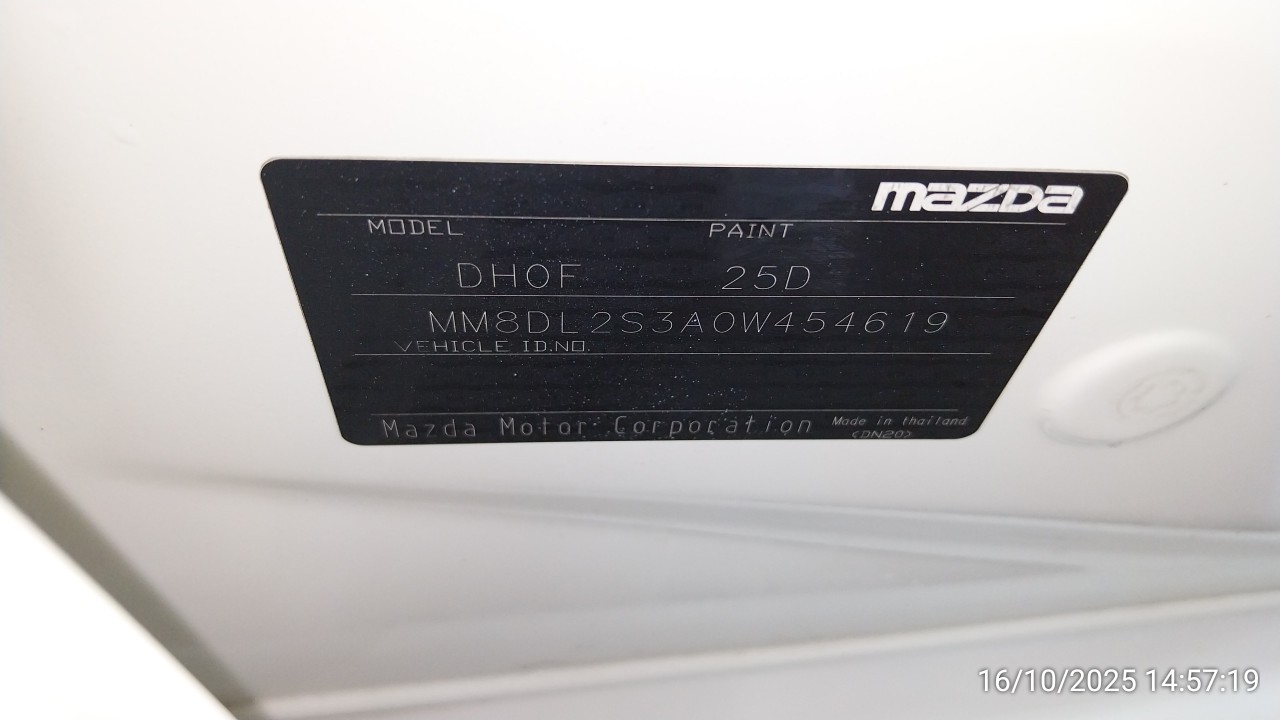 mazda
MODEL PAINT
DH0F 25D
MM8DL2S3A0W454619
VEHICLE ID.NO.
Mazda Motor Corporation Made in thailand
<DN20>
16/10/2025 14:57:19